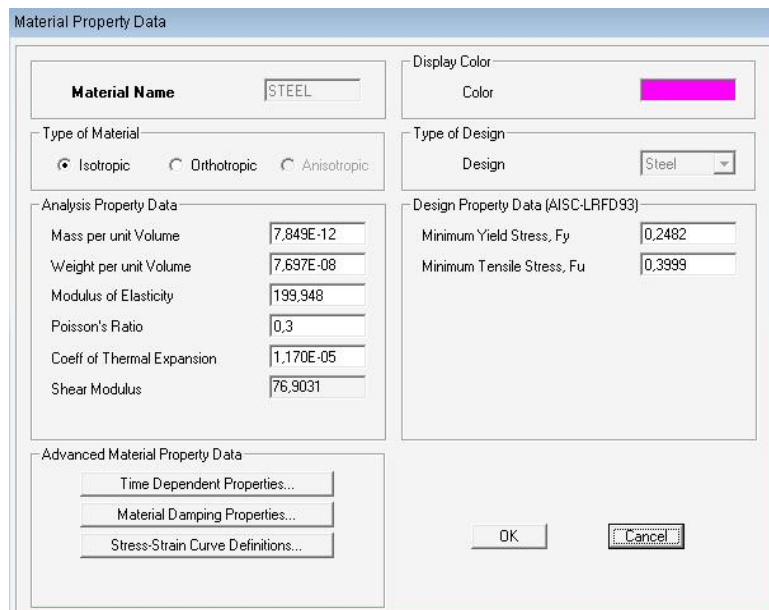 Material Property Data
Material Name
STEEL
Display Color
Color
Type of Material
Isotropic
Orthotropic
Anisotropic
Type of Design
Design
Steel
Analysis Property Data
Mass per unit Volume
7,849E-12
Weight per unit Volume
7,697E-08
Modulus of Elasticity
199,948
Poisson's Ratio
0,3
Coeff of Thermal Expansion
1,170E-05
Shear Modulus
76,9031
Design Property Data (AISC-LRFD93)
Minimum Yield Stress, Fy
0,2482
Minimum Tensile Stress, Fu
0,3999
Advanced Material Property Data
Time Dependent Properties...
Material Damping Properties...
Stress-Strain Curve Definitions...
OK
Cancel